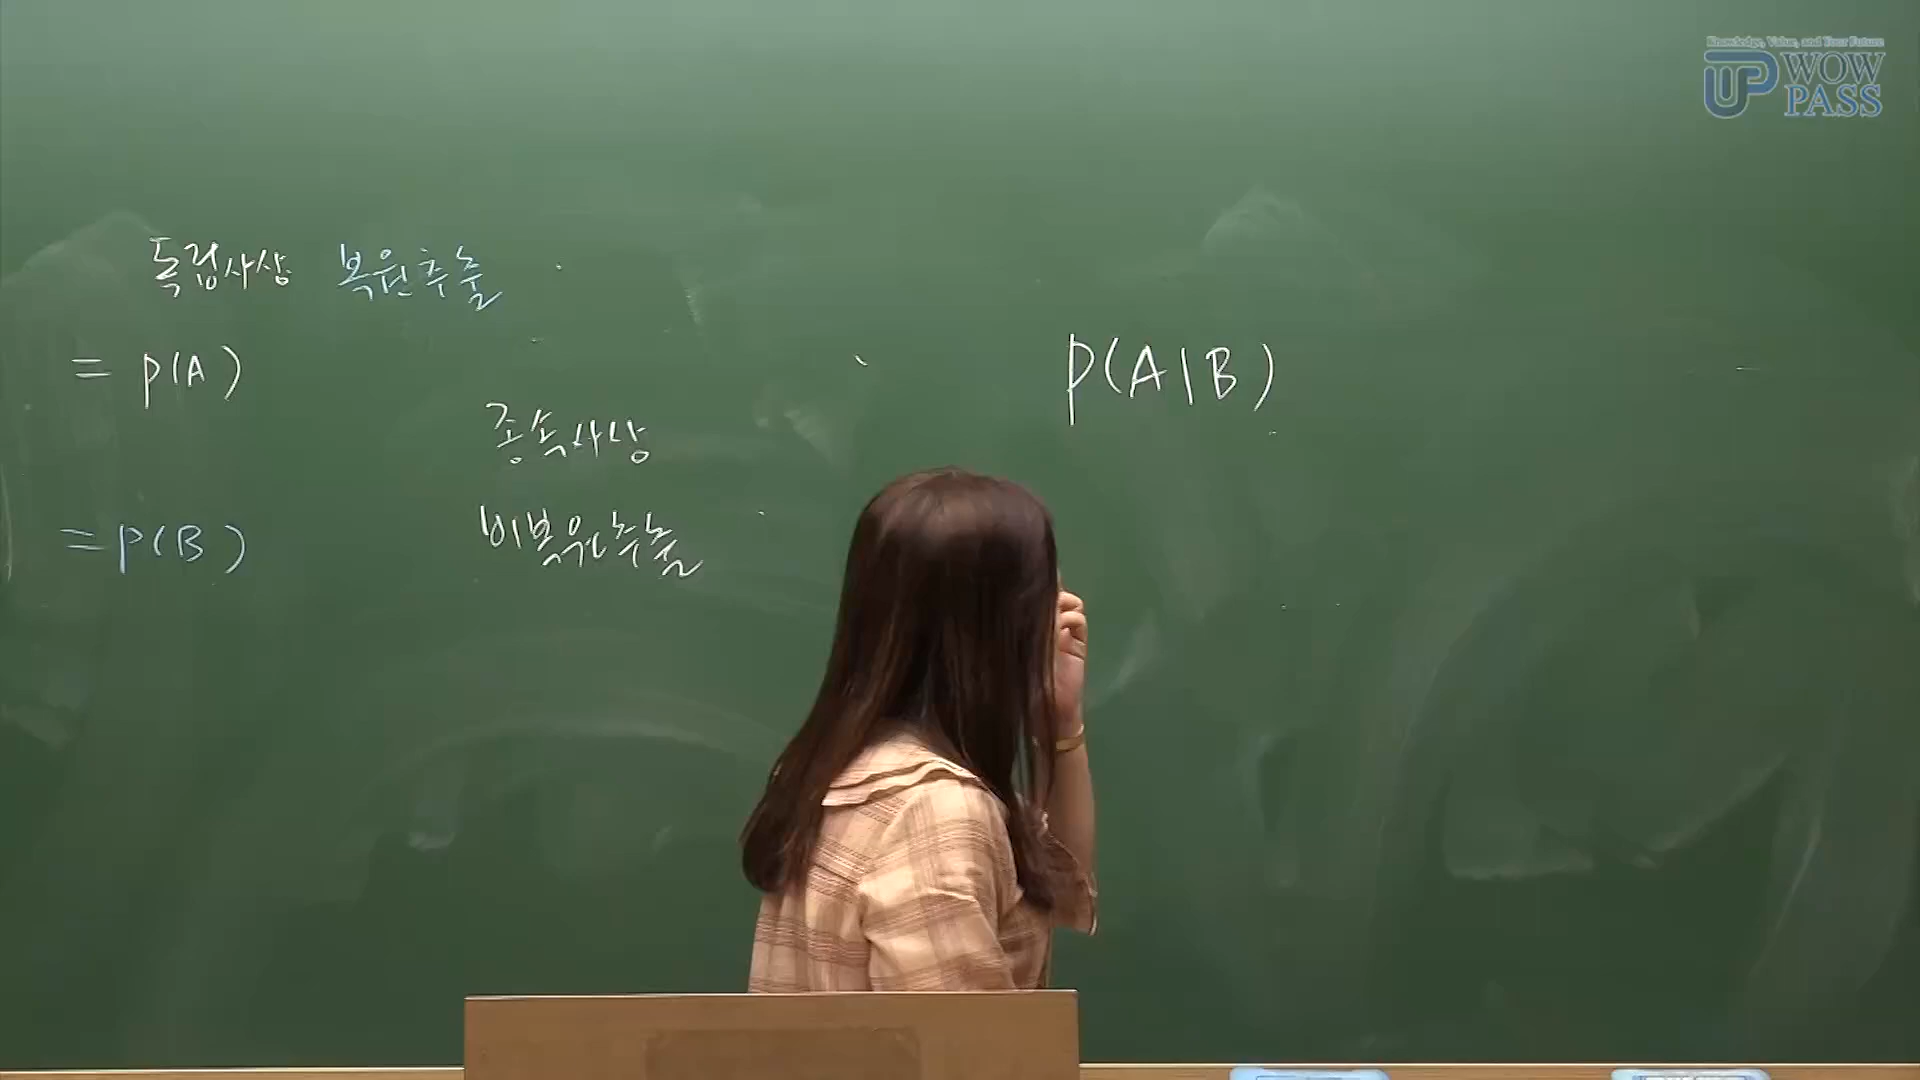 Knowledge, Value, and Your Future
UP WOW PASS
독립사상 복원추출
= P(A)
P(A|B)
종속사상
= P(B)
비복원추출